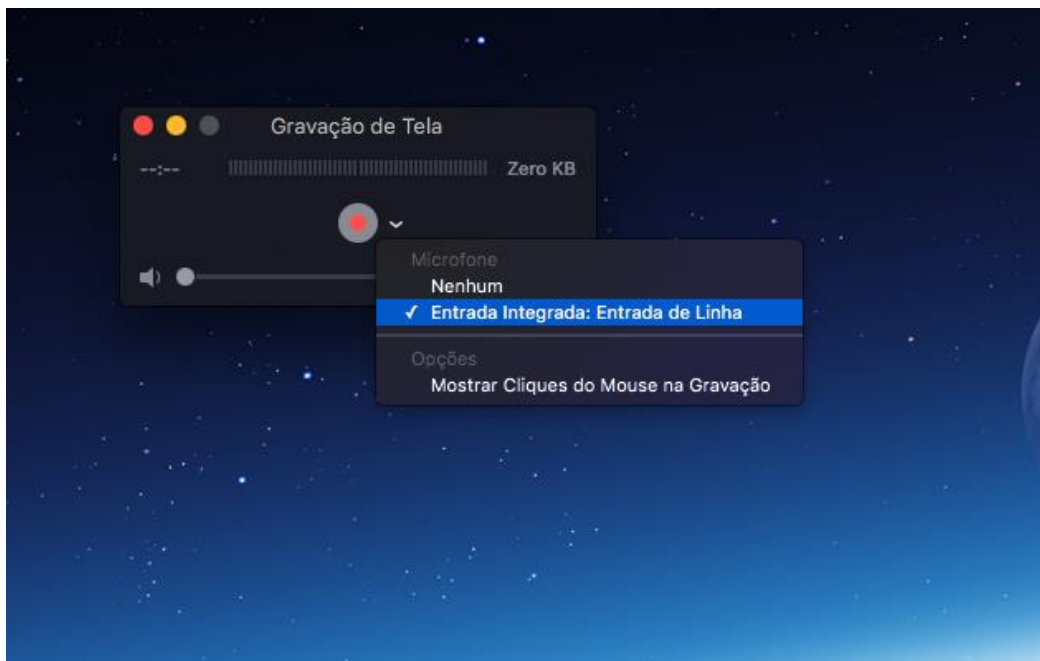 Gravação de Tela
--:-- Zero KB
Microfone
Nenhum
✓ Entrada Integrada: Entrada de Linha
Opções
Mostrar Cliques do Mouse na Gravação